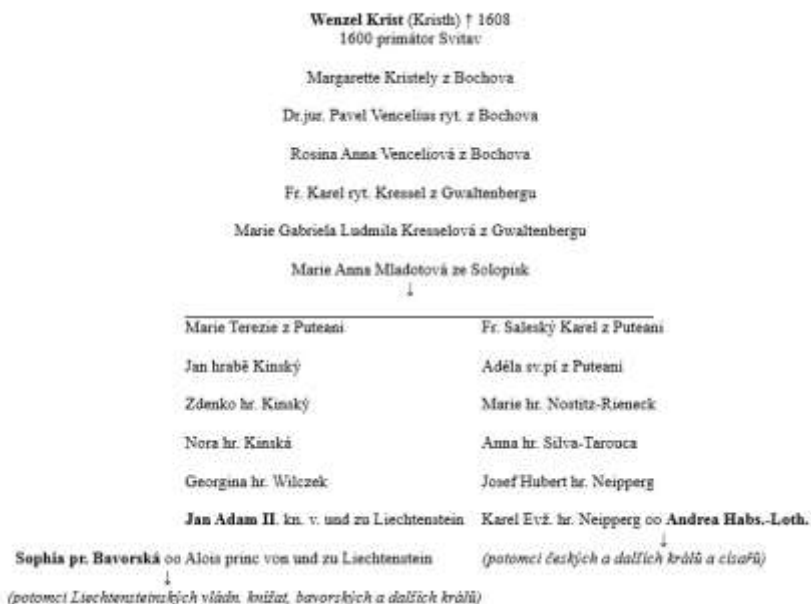 Wenzel Krist (Kristh) † 1608
1600 primátor Svitav
Margarette Kristely z Bochova
Dr.jur. Pavel Vencelius ryt. z Bochova
Rosina Anna Venceliová z Bochova
Fr. Karel ryt. Kressel z Gwaltenbergu
Marie Gabriela Ludmila Kresselová z Gwaltenbergu
Marie Anna Mladotová ze Solopisk
↓
Marie Terezie z Puteani Fr. Saleský Karel z Puteani
Jan hrabě Kinský Adéla sv.pí z Puteani
Zdenko hr. Kinský Marie hr. Nostitz-Rieneck
Nora hr. Kinská Anna hr. Silva-Tarouca
Georgina hr. Wilczek Josef Hubert hr. Neipperg
Jan Adam II. kn. v. und zu Liechtenstein Karel Evž. hr. Neipperg oo Andrea Habs.-Loth.
Sophia pr. Bavorská oo Alois princ von und zu Liechtenstein (potomci českých a dalších králů a císařů)
↓ ↓
(potomci Liechtensteinských vládn. knížat, bavorských a dalších králů)